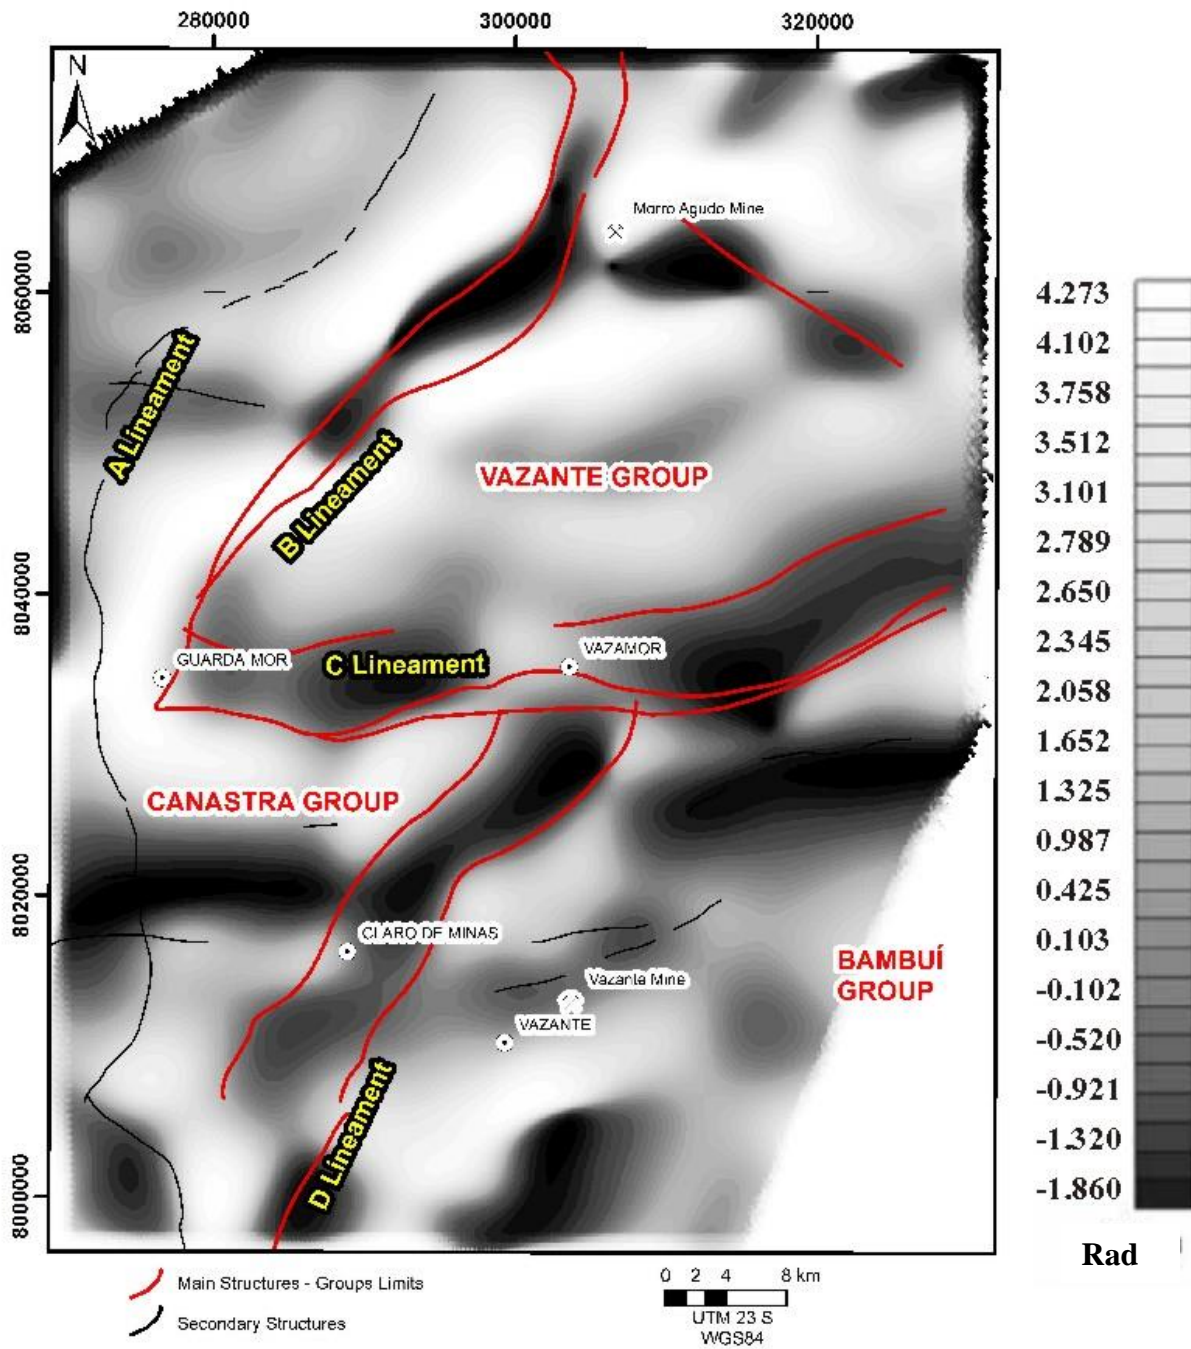 280000 300000 320000
N
Morro Agudo Mine
8060000
A Lineament
B Lineament
VAZANTE GROUP
8040000
GUARDA MOR
C Lineament
VAZAMOR
CANASTRA GROUP
8020000
CLARO DE MINAS
BAMBUÍ
GROUP
Vazante Mine
VAZANTE
D Lineament
8000000
4.273
4.102
3.758
3.512
3.101
2.789
2.650
2.345
2.058
1.652
1.325
0.987
0.425
0.103
-0.102
-0.520
-0.921
-1.320
-1.860
Rad
Main Structures - Groups Limits
Secondary Structures
0 2 4 8 km
UTM 23 S
WGS84